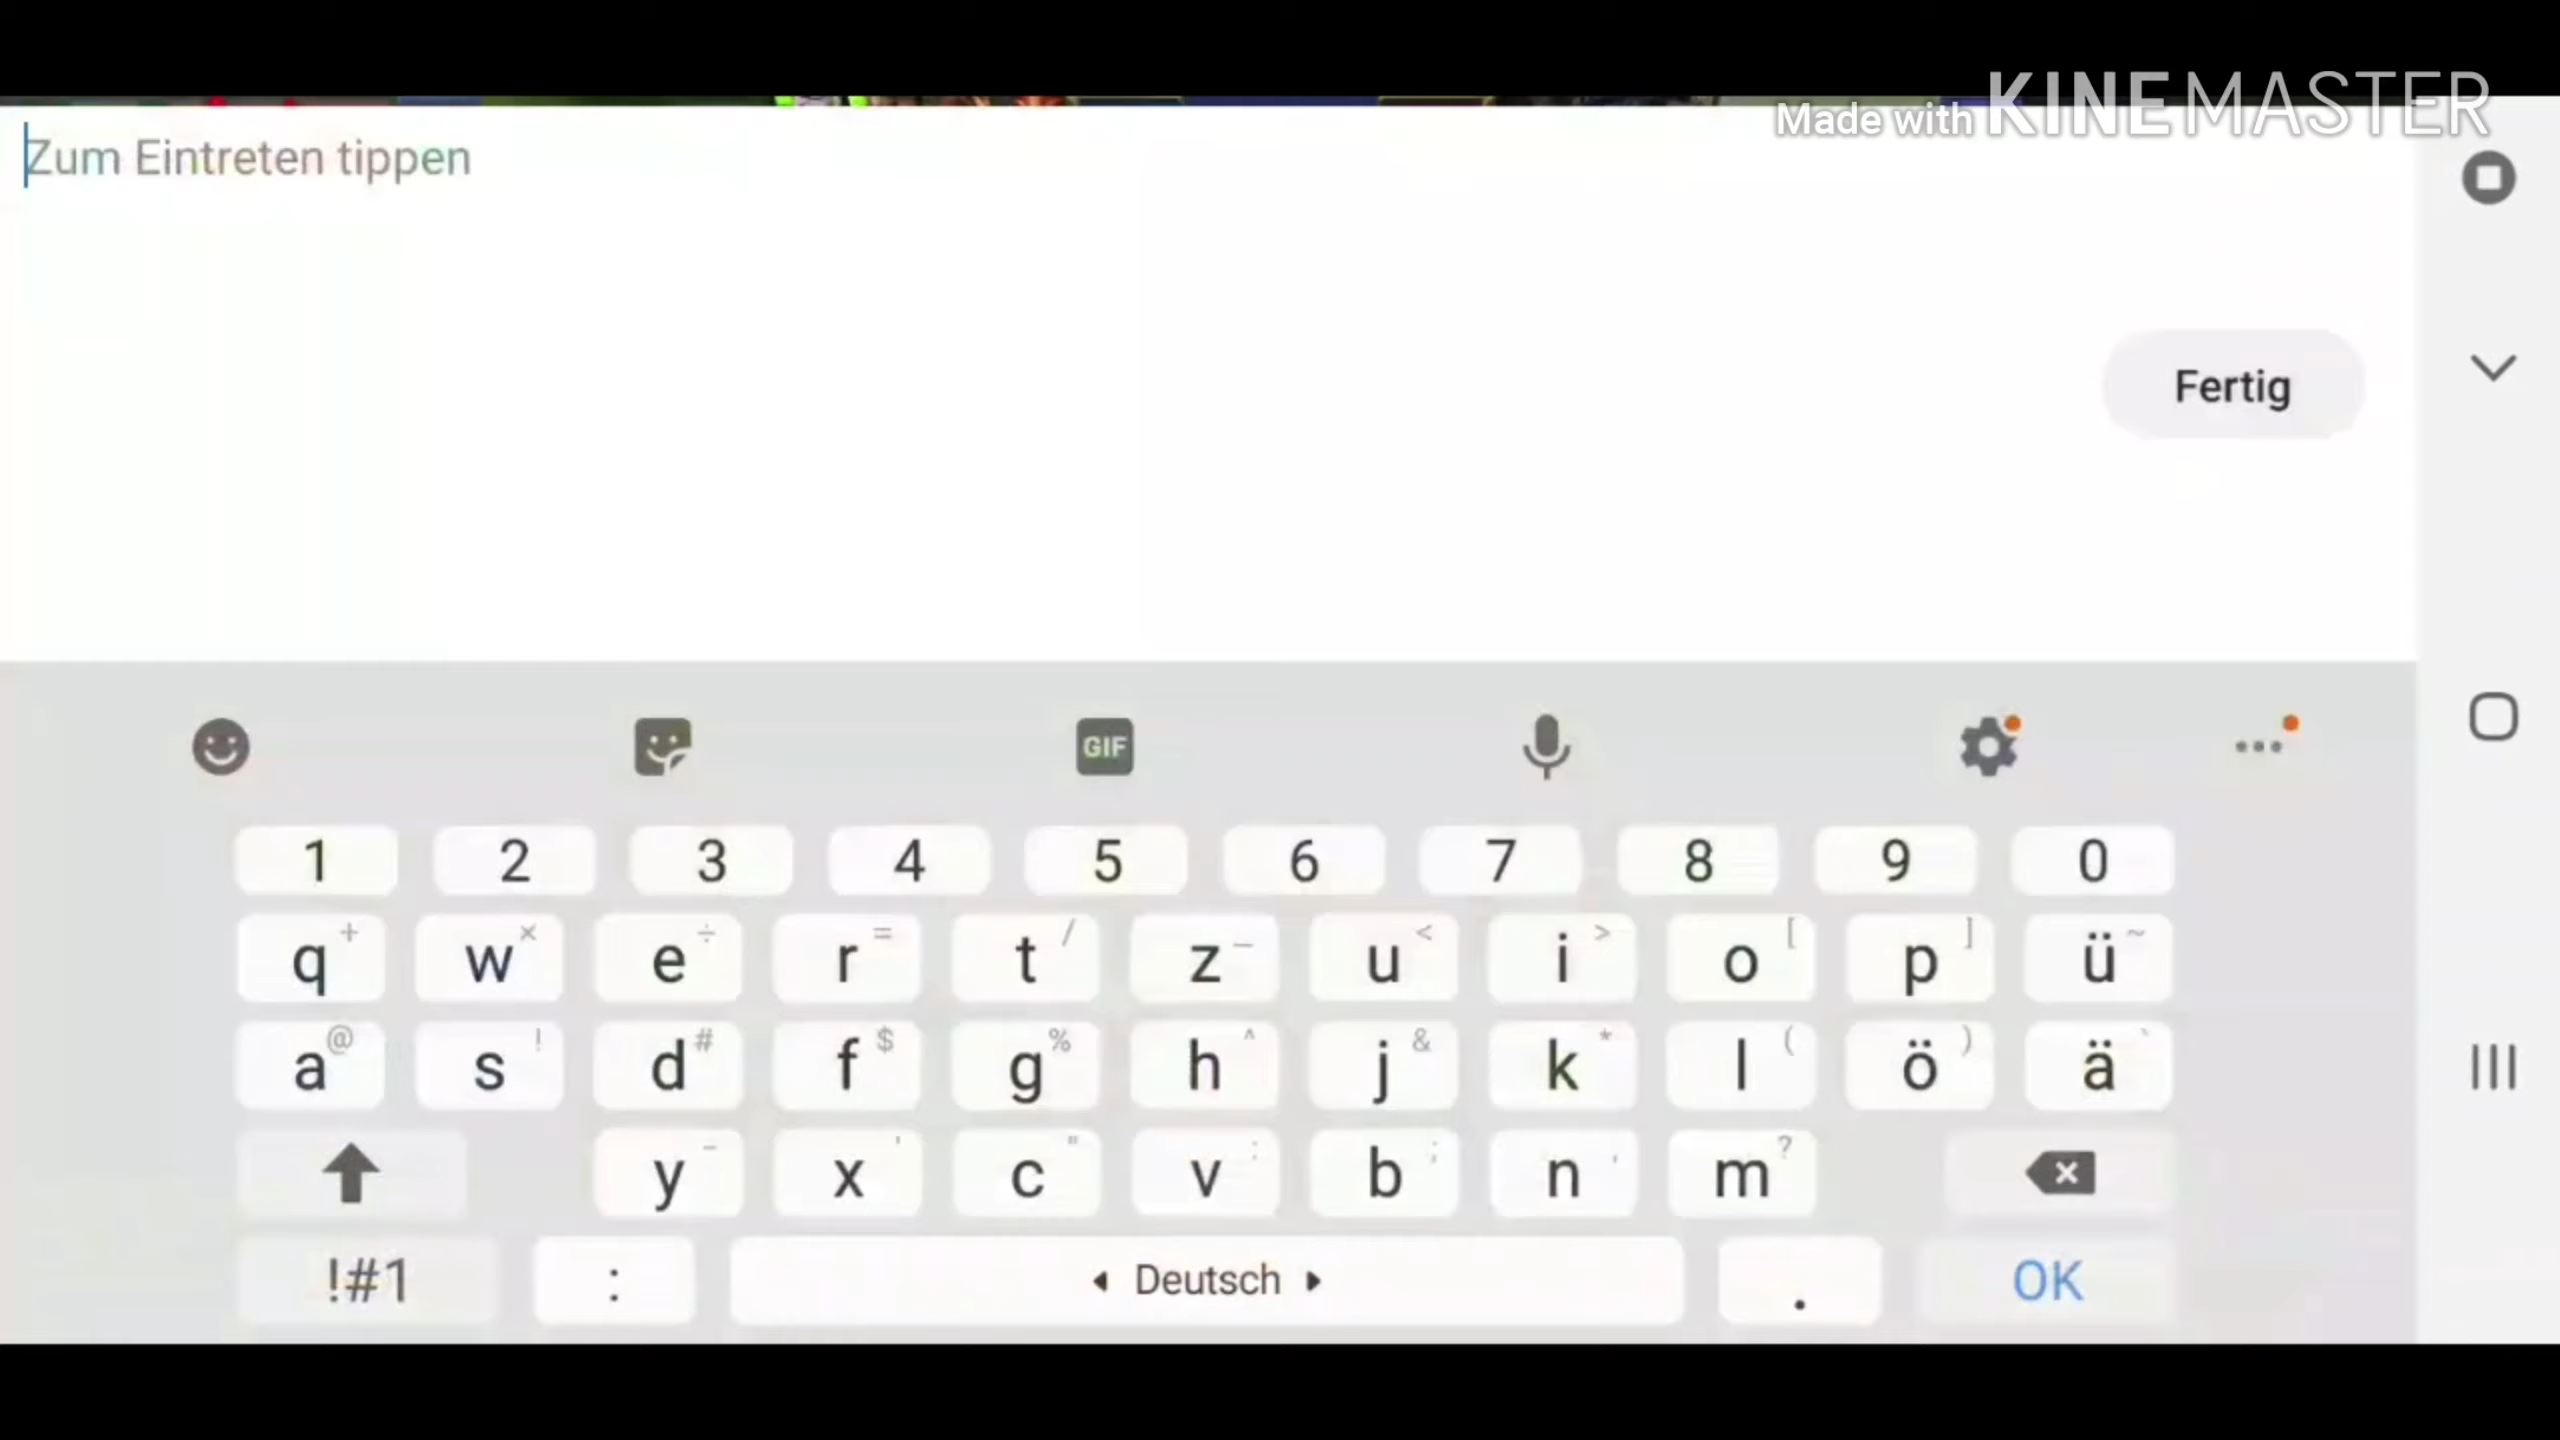 Made with KINEMASTER
Zum Eintreten tippen
Fertig
GIF
1 2 3 4 5 6 7 8 9 0
q + w × e ÷ r = t / z _ u < i > o [ p ] ü ~
a @ s ! d # f $ g % h ^ j & k * l ( ö ) ä `
y - x ' c " v : b ; n , m ?
!#1 : Deutsch . OK